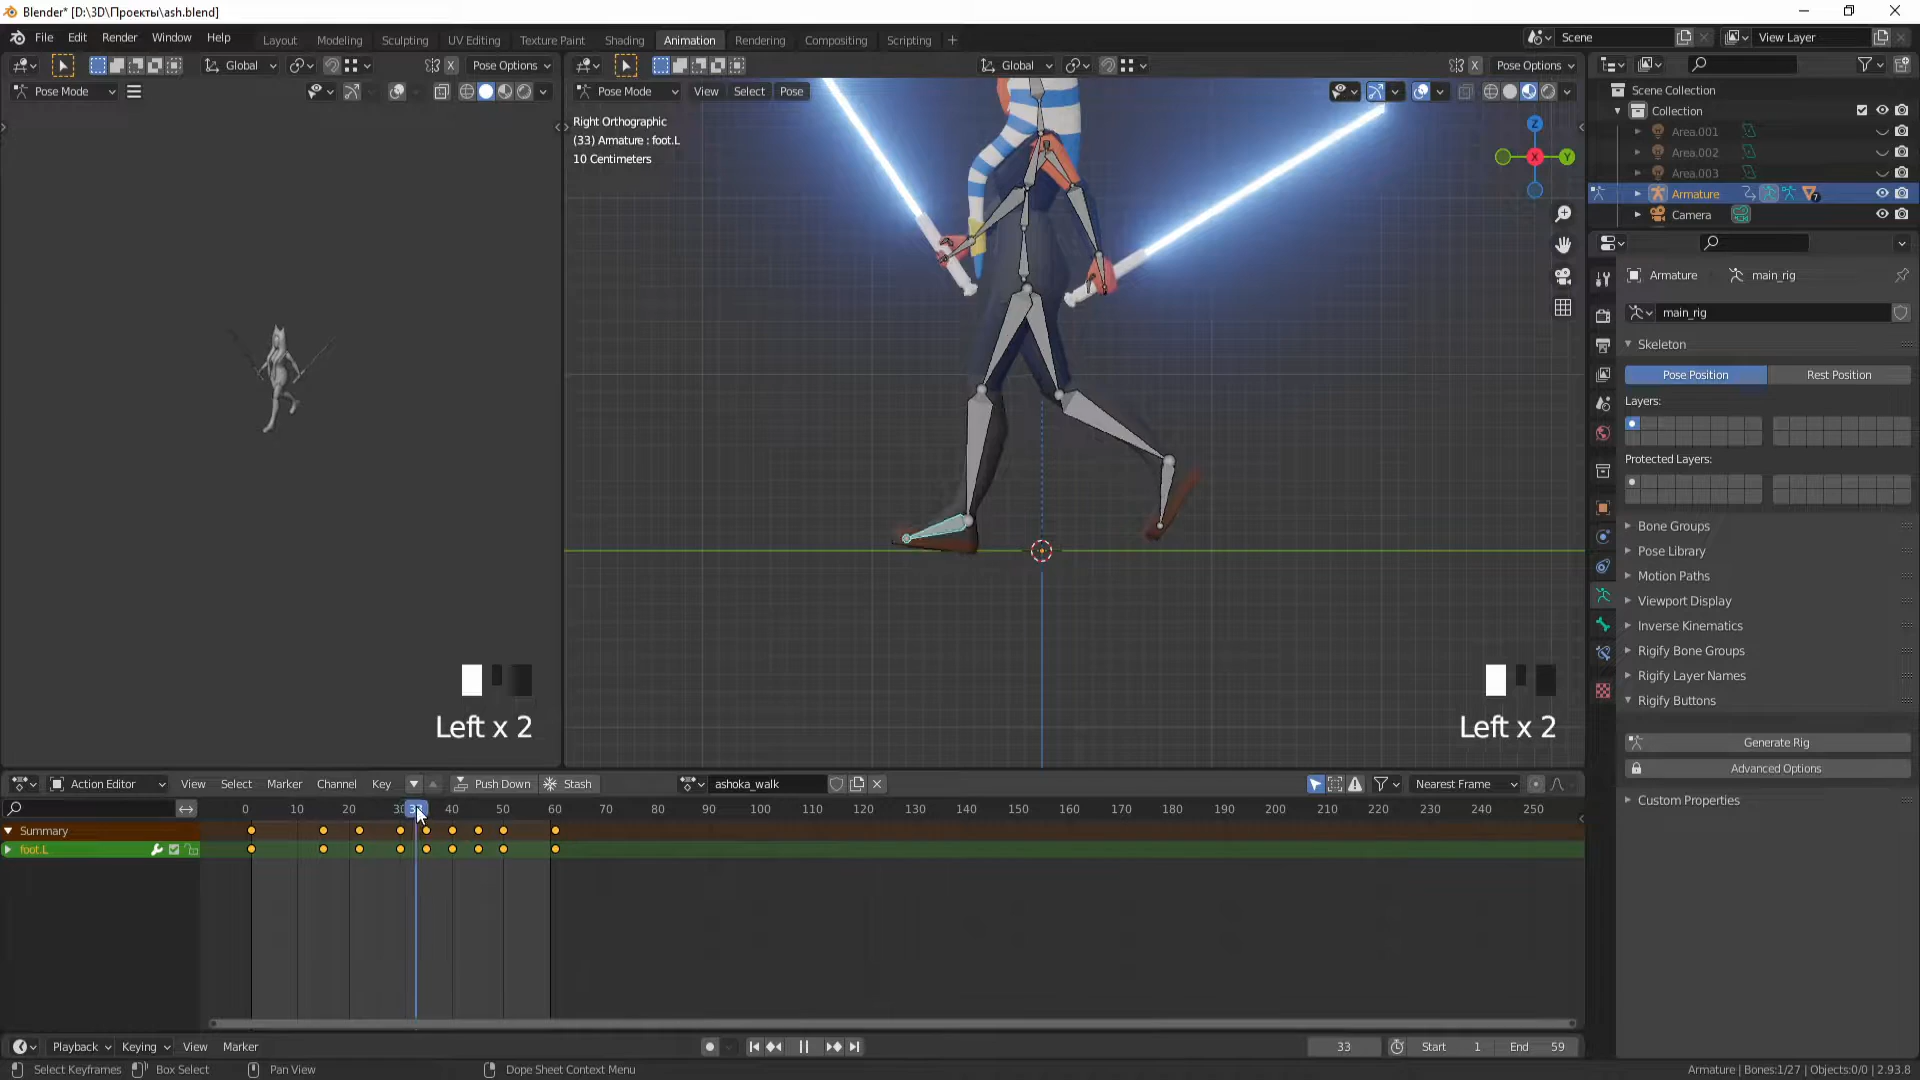 Blender* [D:\3D\Проекты\ash.blend]
File Edit Render Window Help Layout Modeling Sculpting UV Editing Texture Paint Shading Animation Rendering Compositing Scripting + Scene View Layer
Global X Pose Options Global X Pose Options
Pose Mode Pose Mode View Select Pose
Right Orthographic
(33) Armature : foot.L
10 Centimeters
Z
X Y
Scene Collection
Collection
Area.001
Area.002
Area.003
Armature 7
Camera
Armature main_rig
main_rig
Skeleton
Pose Position Rest Position
Layers:
Protected Layers:
Bone Groups
Pose Library
Motion Paths
Viewport Display
Inverse Kinematics
Rigify Bone Groups
Rigify Layer Names
Rigify Buttons
Generate Rig
Advanced Options
Custom Properties
Left x 2 Left x 2
Action Editor View Select Marker Channel Key Push Down Stash ashoka_walk Nearest Frame
0 10 20 30 33 40 50 60 70 80 90 100 110 120 130 140 150 160 170 180 190 200 210 220 230 240 250
Summary
foot.L
Playback Keying View Marker 33 Start 1 End 59
Select Keyframes Box Select Pan View Dope Sheet Context Menu Armature | Bones:1/27 | Objects:0/0 | 2.93.8